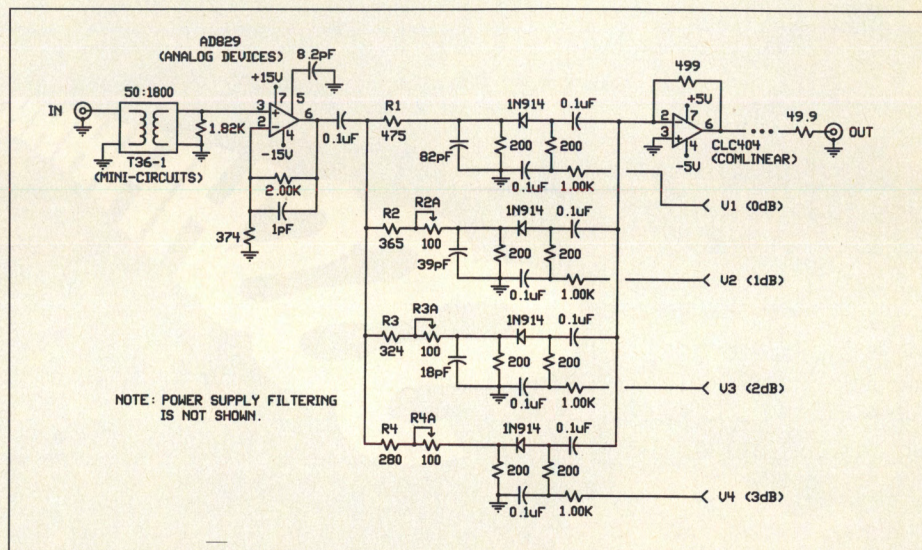 AD829
(ANALOG DEVICES)
8.2pF
+15V
7
5
50:1800
IN
3
2
6
4
-15V
1.82K
T36-1
(MINI-CIRCUITS)
0.1uF
2.00K
1pF
374
R1
475
1N914
0.1uF
82pF
200
200
0.1uF
1.00K
499
+5V
7
2
3
6
4
-5V
CLC404
(COMLINEAR)
49.9
OUT
V1 (0dB)
R2
365
R2A
100
1N914
0.1uF
39pF
200
200
0.1uF
1.00K
V2 (1dB)
R3
324
R3A
100
1N914
0.1uF
18pF
200
200
0.1uF
1.00K
V3 (2dB)
R4
280
R4A
100
1N914
0.1uF
200
200
0.1uF
1.00K
V4 (3dB)
NOTE: POWER SUPPLY FILTERING
IS NOT SHOWN.